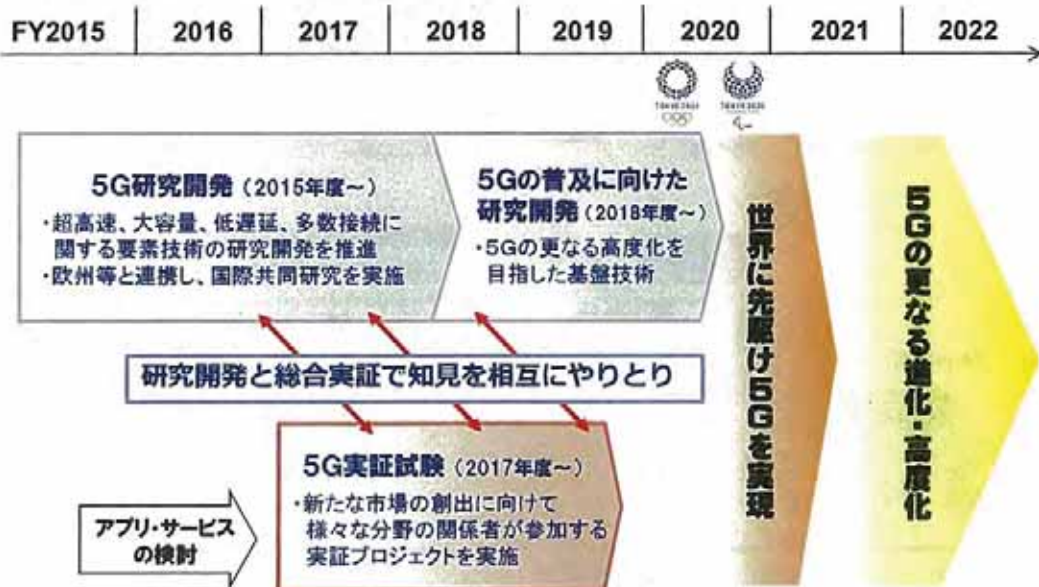 FY2015 2016 2017 2018 2019 2020 2021 2022
TOKYO 2020
TOKYO 2020
5G研究開発（2015年度～）
・超高速、大容量、低遅延、多数接続に
関する要素技術の研究開発を推進
・欧州等と連携し、国際共同研究を実施
5Gの普及に向けた
研究開発（2018年度～）
・5Gの更なる高度化を
目指した基盤技術
世界に先駆け5Gを実現
5Gの更なる進化・高度化
研究開発と総合実証で知見を相互にやりとり
5G実証試験（2017年度～）
・新たな市場の創出に向けて
様々な分野の関係者が参加する
実証プロジェクトを実施
アプリ・サービス
の検討